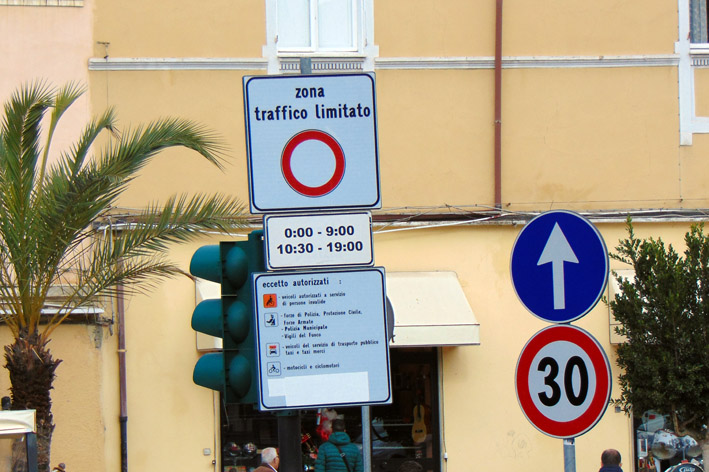 zona
traffico limitato
0:00 - 9:00
10:30 - 19:00
eccetto autorizzati :
- veicoli autorizzati a servizio
di persone invalide
- forze di Polizia, Protezione Civile,
Forze Armate
- Polizia Municipale
- Vigili del Fuoco
- veicoli del servizio di trasporto pubblico
taxi e taxi merci
- motocicli e ciclomotori
30